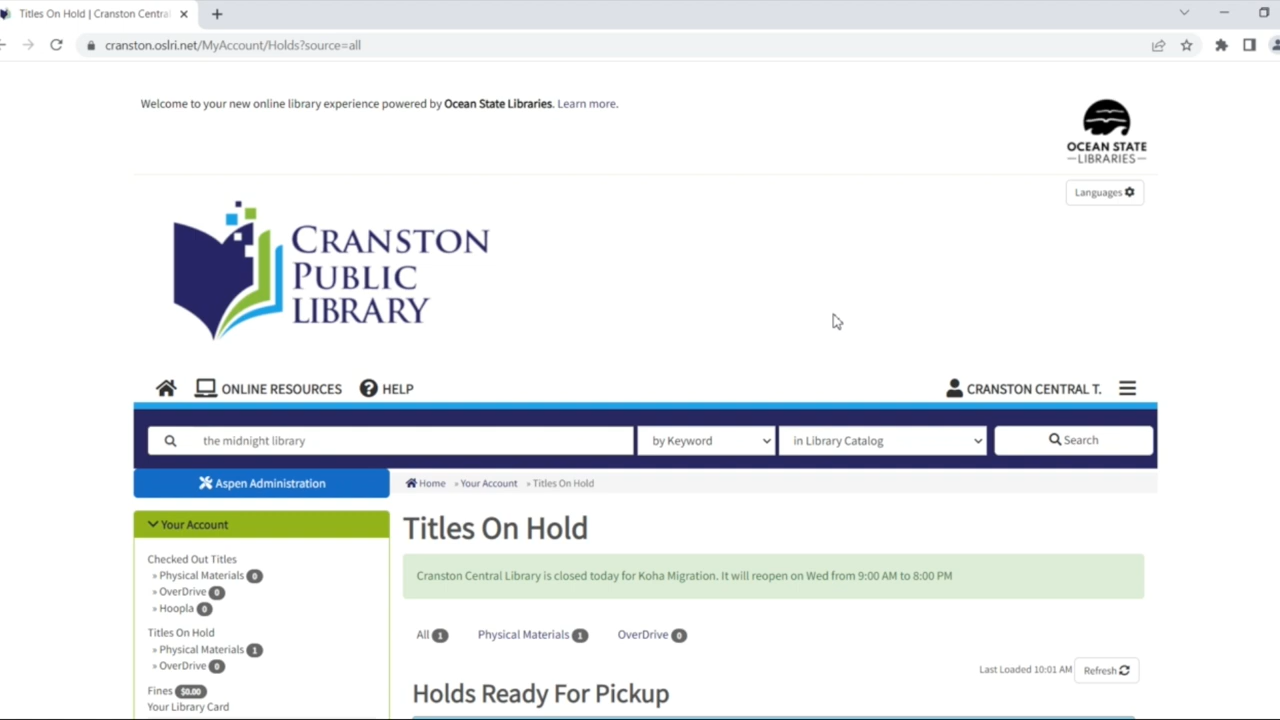 Titles On Hold | Cranston Central
cranston.oslri.net/MyAccount/Holds?source=all
Welcome to your new online library experience powered by Ocean State Libraries. Learn more.
OCEAN STATE
LIBRARIES
Languages
CRANSTON
PUBLIC
LIBRARY
ONLINE RESOURCES HELP CRANSTON CENTRAL T.
the midnight library by Keyword in Library Catalog Search
Aspen Administration
Home » Your Account » Titles On Hold
Your Account
Checked Out Titles
» Physical Materials 0
» OverDrive 0
» Hoopla 0
Titles On Hold
» Physical Materials 1
» OverDrive 0
Fines $0.00
Your Library Card
Titles On Hold
Cranston Central Library is closed today for Koha Migration. It will reopen on Wed from 9:00 AM to 8:00 PM
All 1 Physical Materials 1 OverDrive 0
Last Loaded 10:01 AM Refresh
Holds Ready For Pickup